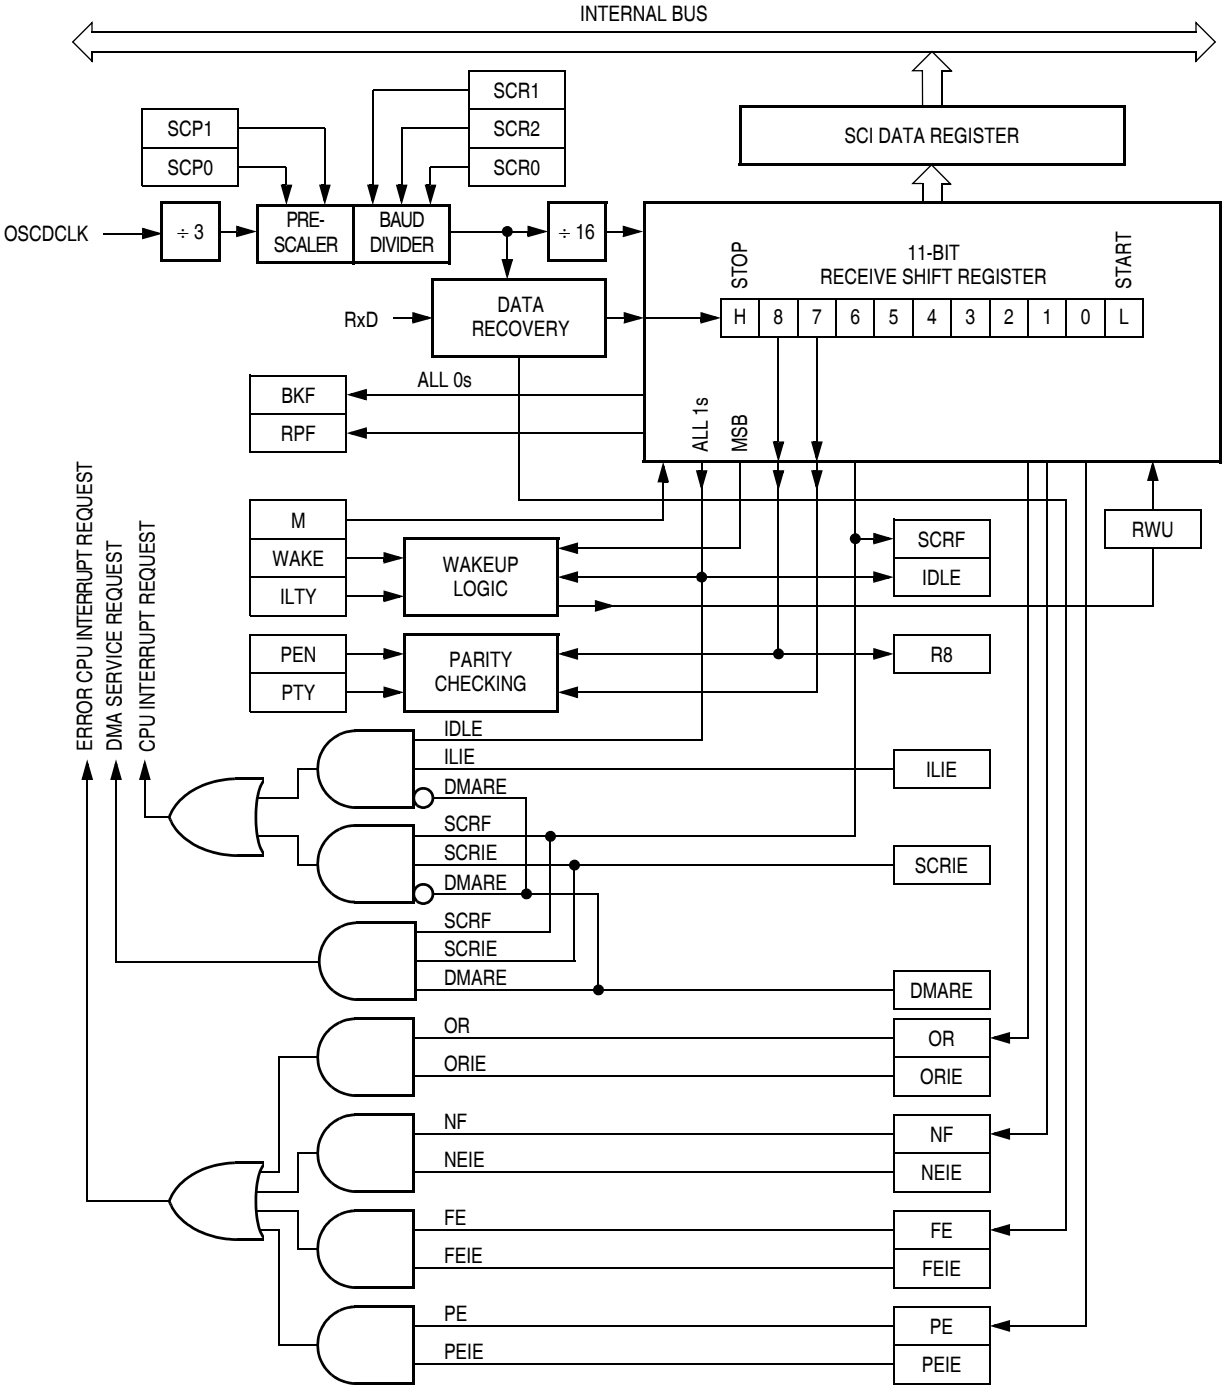 INTERNAL BUS
SCR1
SCP1
SCR2
SCI DATA REGISTER
SCP0
SCR0
OSCDCLK
÷ 3
PRE-
SCALER
BAUD
DIVIDER
÷ 16
STOP
11-BIT
RECEIVE SHIFT REGISTER
START
RxD
DATA
RECOVERY
H 8 7 6 5 4 3 2 1 0 L
ALL 0s
BKF
RPF
ALL 1s
MSB
ERROR CPU INTERRUPT REQUEST
DMA SERVICE REQUEST
CPU INTERRUPT REQUEST
M
WAKE
ILTY
WAKEUP
LOGIC
SCRF
IDLE
RWU
PEN
PTY
PARITY
CHECKING
R8
IDLE
ILIE
DMARE
ILIE
SCRF
SCRIE
DMARE
SCRIE
SCRF
SCRIE
DMARE
DMARE
OR
ORIE
OR
ORIE
NF
NEIE
NF
NEIE
FE
FEIE
FE
FEIE
PE
PEIE
PE
PEIE